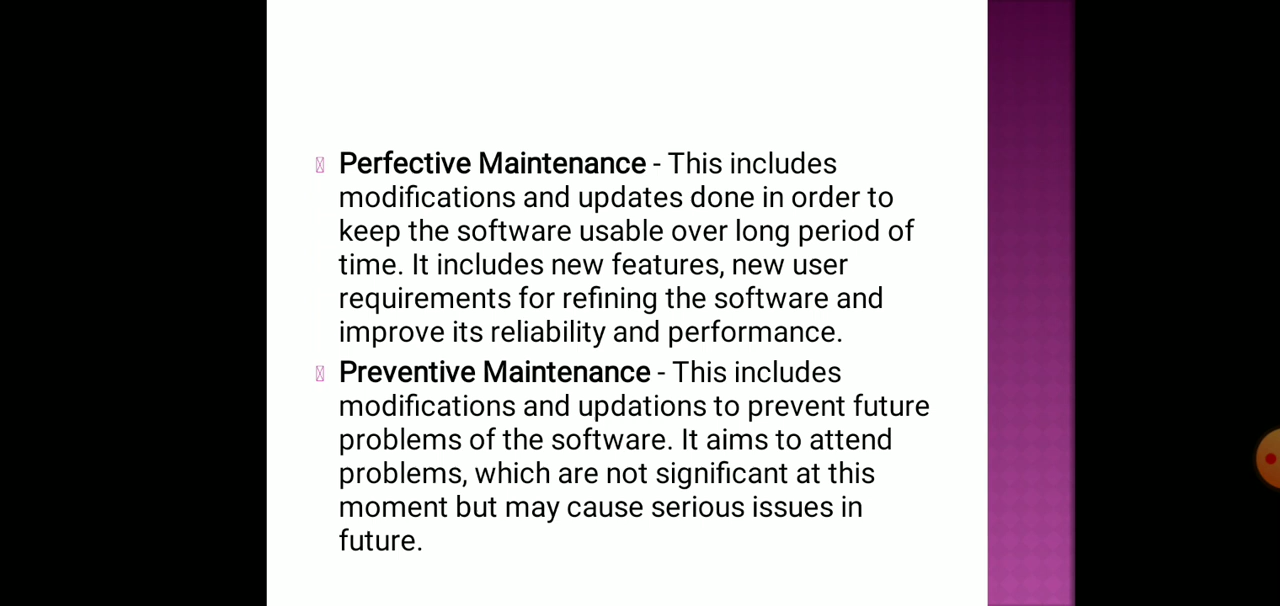 Perfective Maintenance - This includes
modifications and updates done in order to
keep the software usable over long period of
time. It includes new features, new user
requirements for refining the software and
improve its reliability and performance.
Preventive Maintenance - This includes
modifications and updations to prevent future
problems of the software. It aims to attend
problems, which are not significant at this
moment but may cause serious issues in
future.